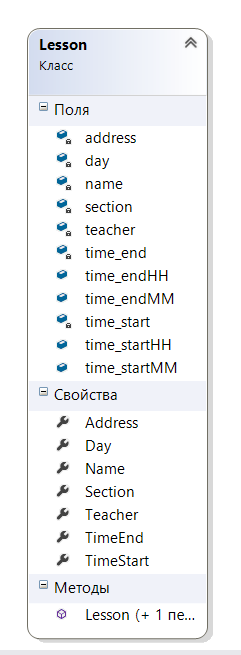 Lesson
Класс
Поля
address
day
name
section
teacher
time_end
time_endHH
time_endMM
time_start
time_startHH
time_startMM
Свойства
Address
Day
Name
Section
Teacher
TimeEnd
TimeStart
Методы
Lesson (+ 1 пе...